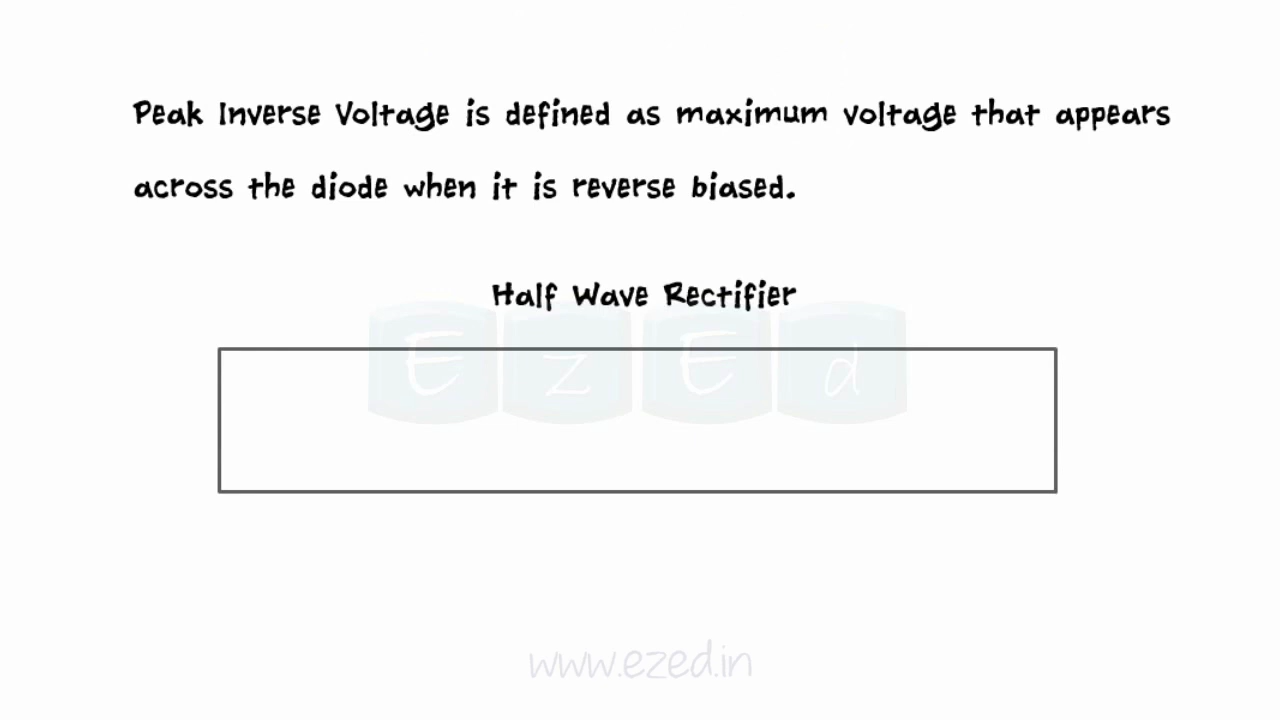 Peak Inverse Voltage is defined as maximum voltage that appears
across the diode when it is reverse biased.
Half Wave Rectifier
E z E d
www.ezed.in